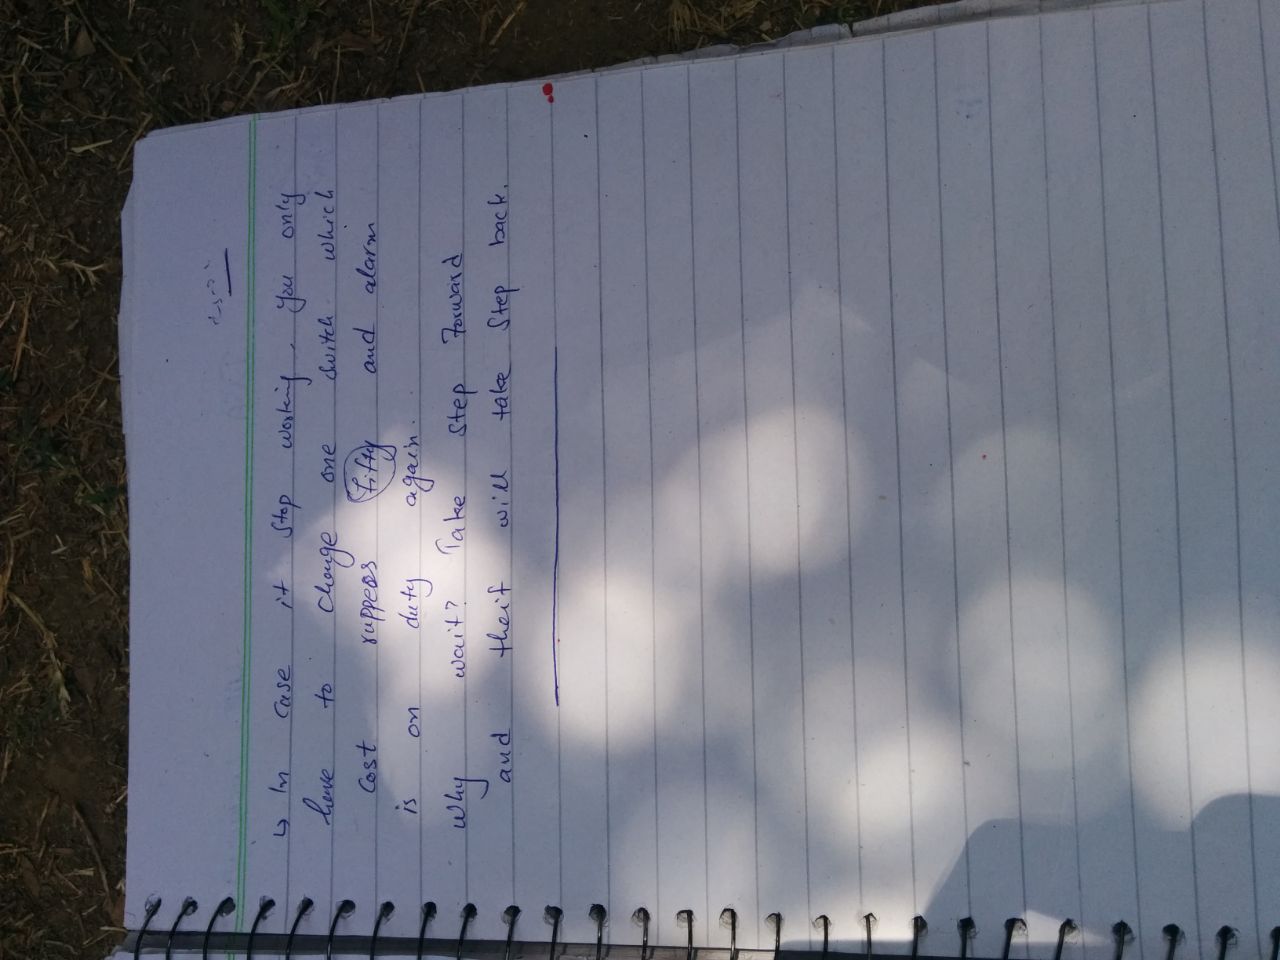 ↳ In case it stop working, you only
have to change one switch which
cost ruppees fifty and alarm
is on duty again.
Why wait? Take step forward
and theif will take step back.